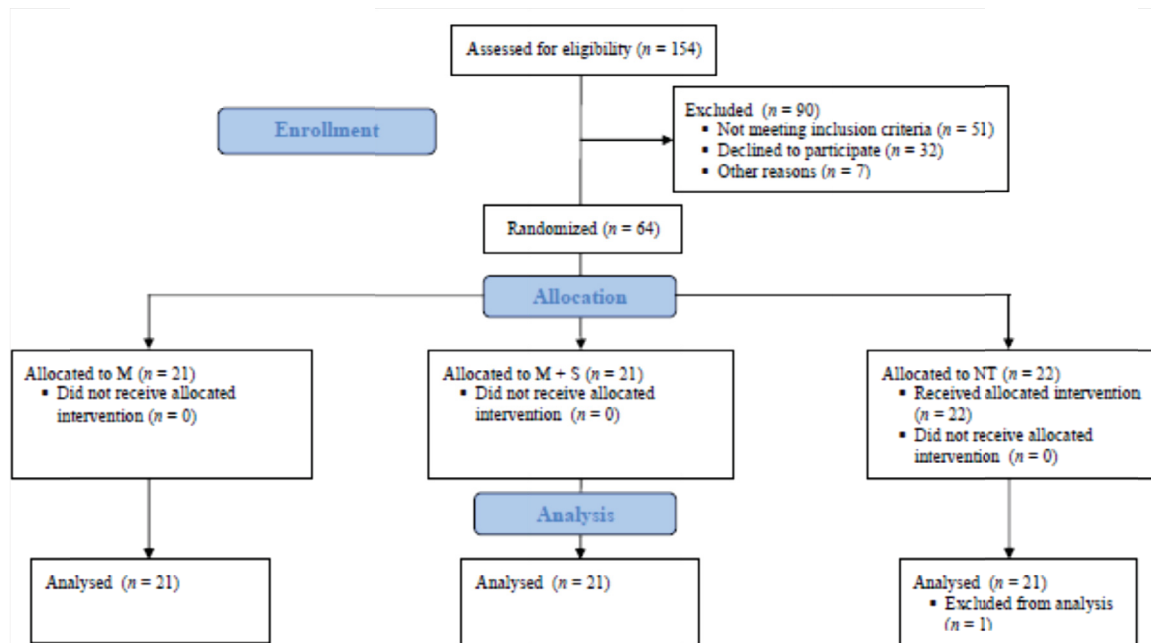 Assessed for eligibility (n = 154)
Enrollment
Excluded (n = 90)
▪ Not meeting inclusion criteria (n = 51)
▪ Declined to participate (n = 32)
▪ Other reasons (n = 7)
Randomized (n = 64)
Allocation
Allocated to M (n = 21)
▪ Did not receive allocated
intervention (n = 0)
Allocated to M + S (n = 21)
▪ Did not receive allocated
intervention (n = 0)
Allocated to NT (n = 22)
▪ Received allocated intervention
(n = 22)
▪ Did not receive allocated
intervention (n = 0)
Analysis
Analysed (n = 21)
Analysed (n = 21)
Analysed (n = 21)
▪ Excluded from analysis
(n = 1)